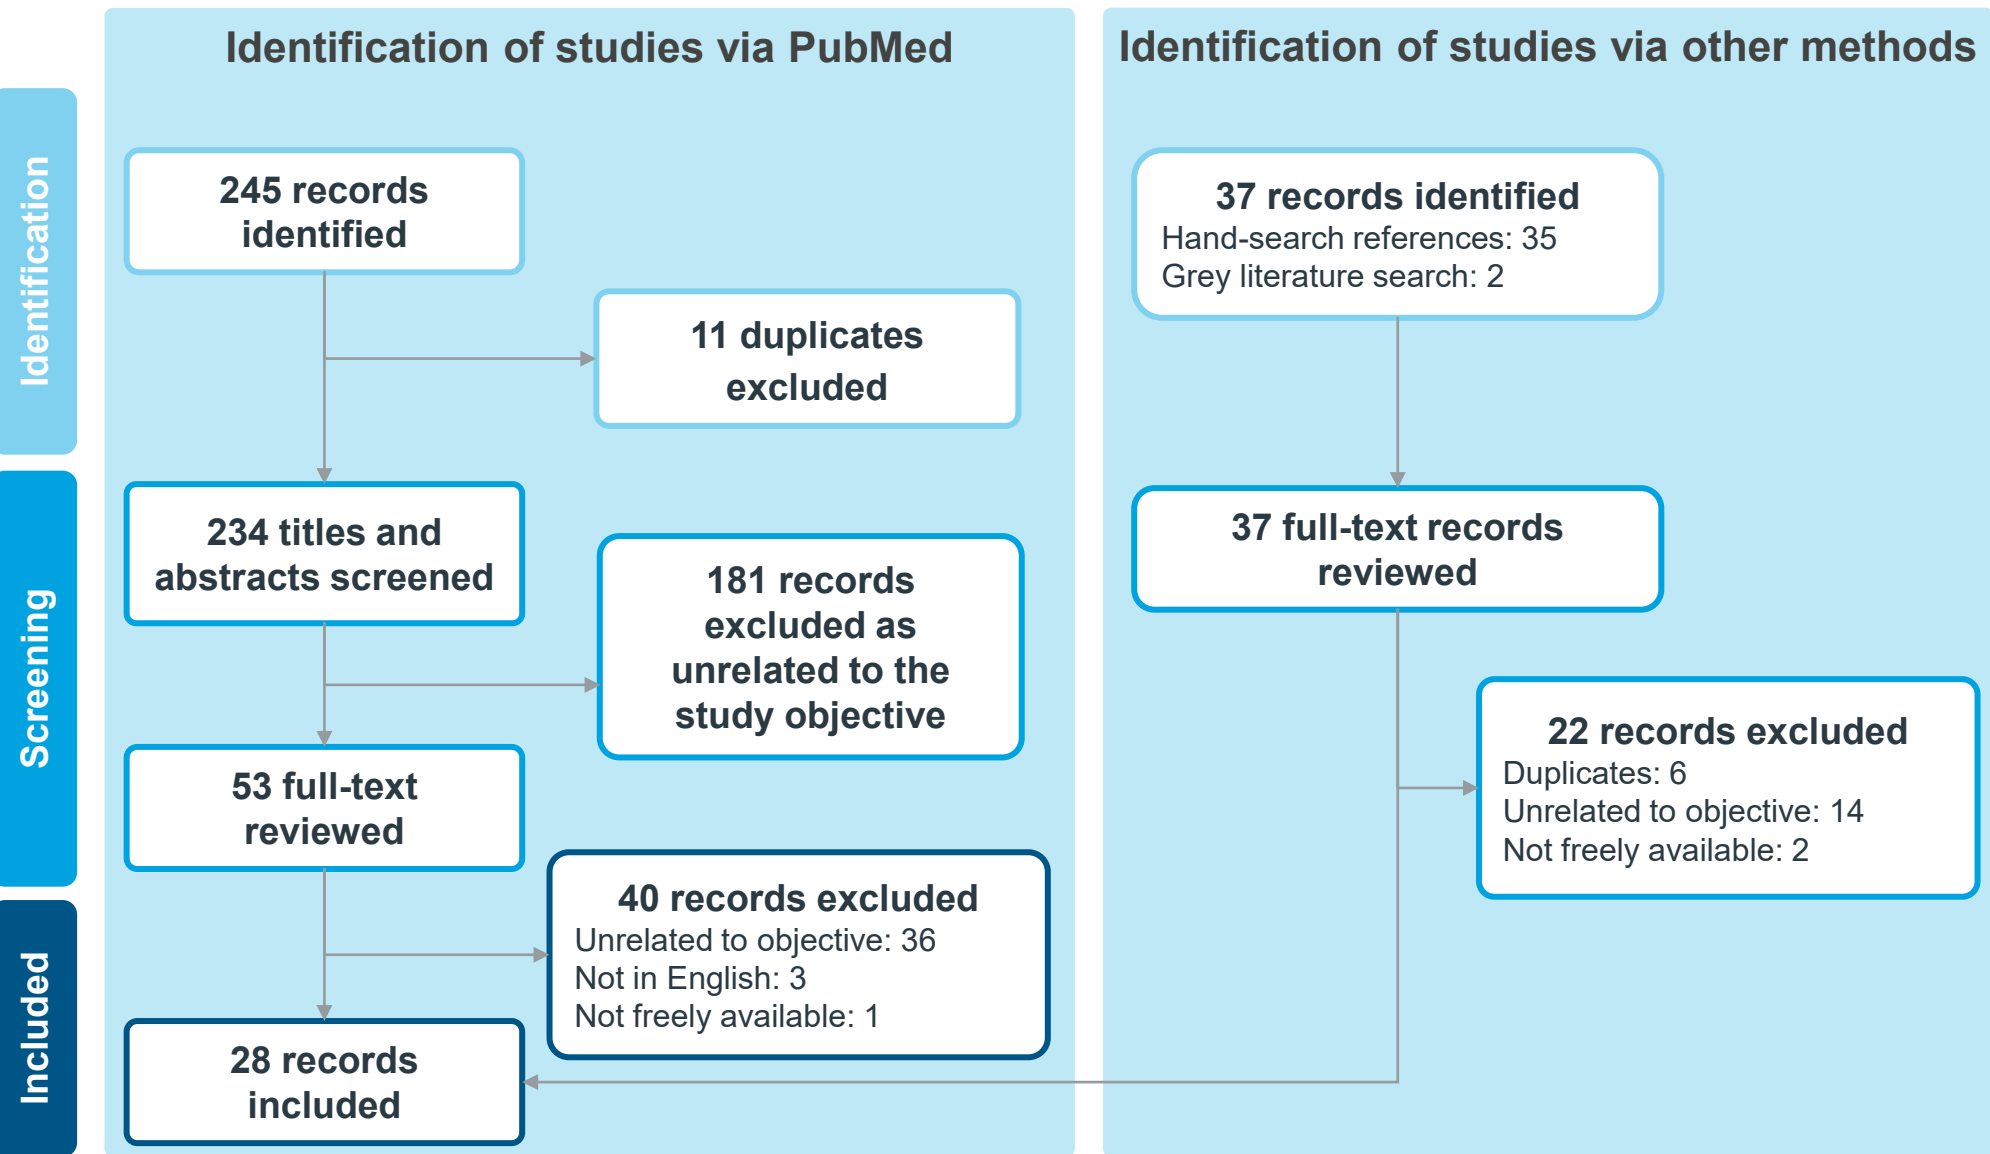 Identification of studies via PubMed
Identification of studies via other methods
Identification
245 records
identified
37 records identified
Hand-search references: 35
Grey literature search: 2
11 duplicates
excluded
Screening
234 titles and
abstracts screened
37 full-text records
reviewed
181 records
excluded as
unrelated to the
study objective
22 records excluded
Duplicates: 6
Unrelated to objective: 14
Not freely available: 2
53 full-text
reviewed
40 records excluded
Unrelated to objective: 36
Not in English: 3
Not freely available: 1
Included
28 records
included